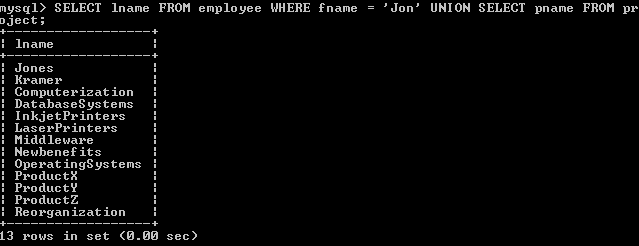 mysql> SELECT lname FROM employee WHERE fname = 'Jon' UNION SELECT pname FROM pr
oject;
+------------------+
| lname            |
+------------------+
| Jones            |
| Kramer           |
| Computerization  |
| DatabaseSystems  |
| InkjetPrinters   |
| LaserPrinters    |
| Middleware       |
| Newbenefits      |
| OperatingSystems |
| ProductX         |
| ProductY         |
| ProductZ         |
| Reorganization   |
+------------------+
13 rows in set (0.00 sec)